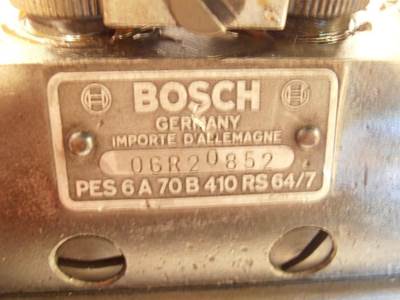 BOSCH
GERMANY
IMPORTE D'ALLEMAGNE
06R20852
PES 6 A 70 B 410 RS 64/7